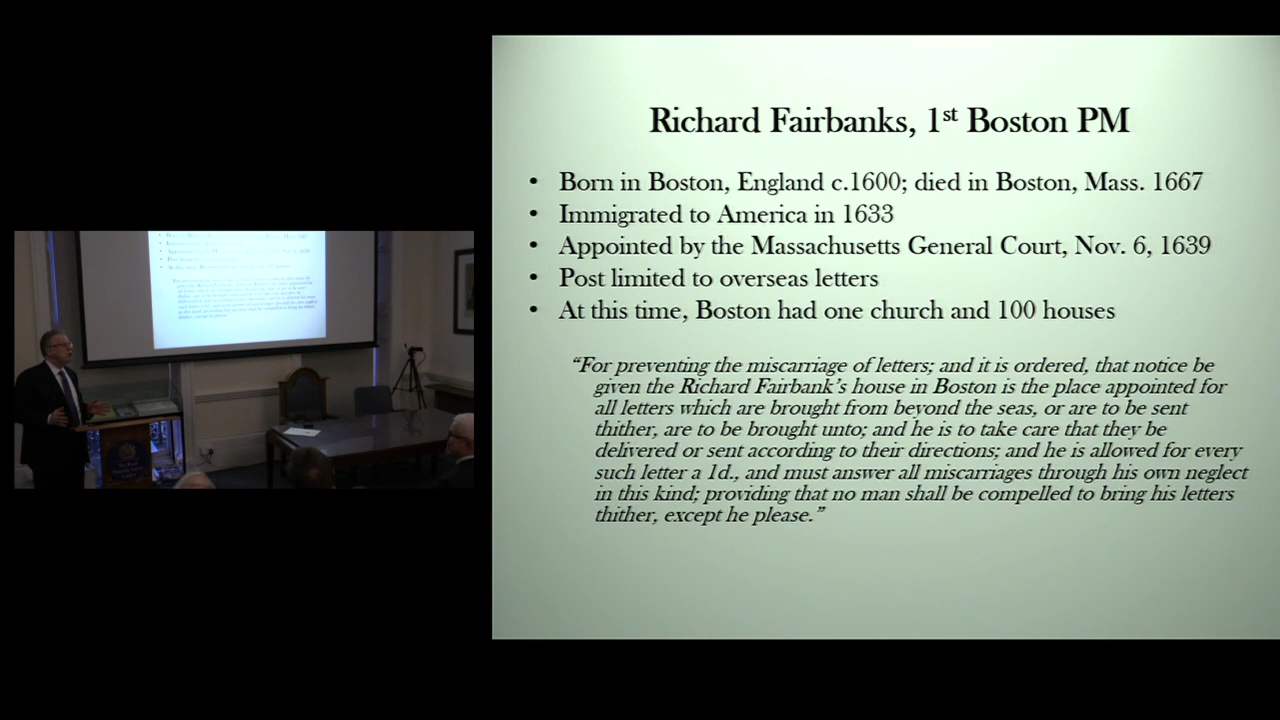 Richard Fairbanks, 1st Boston PM
• Born in Boston, England c.1600; died in Boston, Mass. 1667
• Immigrated to America in 1633
• Appointed by the Massachusetts General Court, Nov. 6, 1639
• Post limited to overseas letters
• At this time, Boston had one church and 100 houses
“For preventing the miscarriage of letters; and it is ordered, that notice be
given the Richard Fairbank’s house in Boston is the place appointed for
all letters which are brought from beyond the seas, or are to be sent
thither, are to be brought unto; and he is to take care that they be
delivered or sent according to their directions; and he is allowed for every
such letter a 1d., and must answer all miscarriages through his own neglect
in this kind; providing that no man shall be compelled to bring his letters
thither, except he please.”